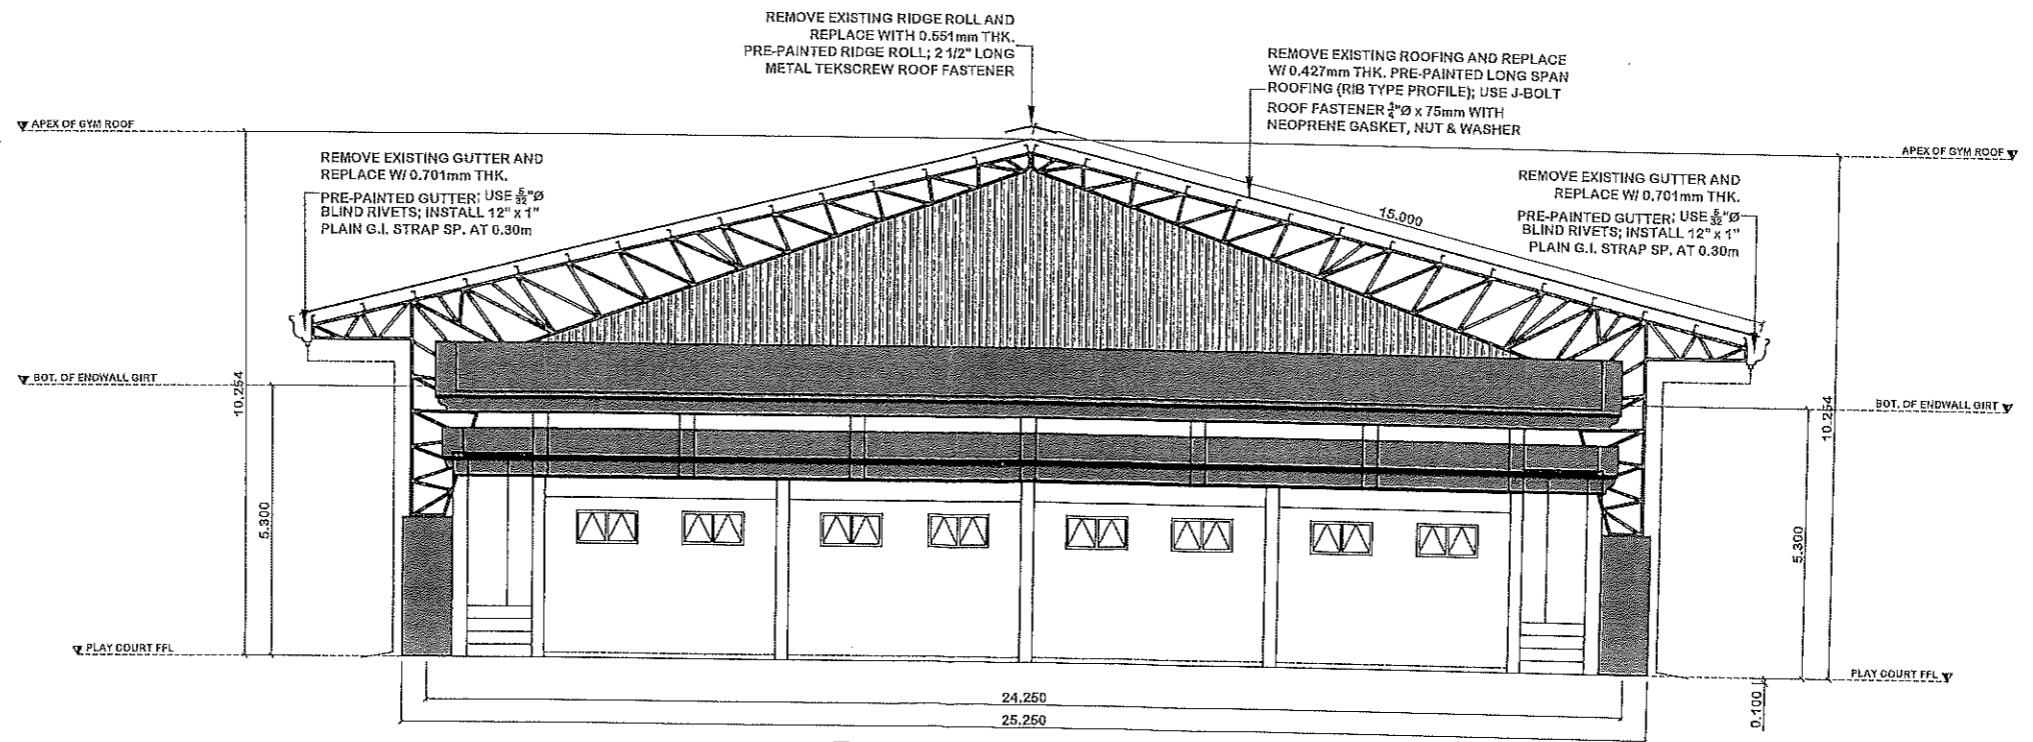 REMOVE EXISTING RIDGE ROLL AND
REPLACE WITH 0.551mm THK.
PRE-PAINTED RIDGE ROLL; 2 1/2" LONG
METAL TEKSCREW ROOF FASTENER
REMOVE EXISTING ROOFING AND REPLACE
W/ 0.427mm THK. PRE-PAINTED LONG SPAN
ROOFING (RIB TYPE PROFILE); USE J-BOLT
ROOF FASTENER 1/4"Ø x 75mm WITH
NEOPRENE GASKET, NUT & WASHER
APEX OF GYM ROOF
APEX OF GYM ROOF
REMOVE EXISTING GUTTER AND
REPLACE W/ 0.701mm THK.
PRE-PAINTED GUTTER; USE 5/32"Ø
BLIND RIVETS; INSTALL 12" x 1"
PLAIN G.I. STRAP SP. AT 0.30m
REMOVE EXISTING GUTTER AND
REPLACE W/ 0.701mm THK.
PRE-PAINTED GUTTER; USE 5/32"Ø
BLIND RIVETS; INSTALL 12" x 1"
PLAIN G.I. STRAP SP. AT 0.30m
15.000
BOT. OF ENDWALL GIRT
BOT. OF ENDWALL GIRT
10.254
10.254
5.300
5.300
PLAY COURT FFL
PLAY COURT FFL
0.100
24.250
25.250